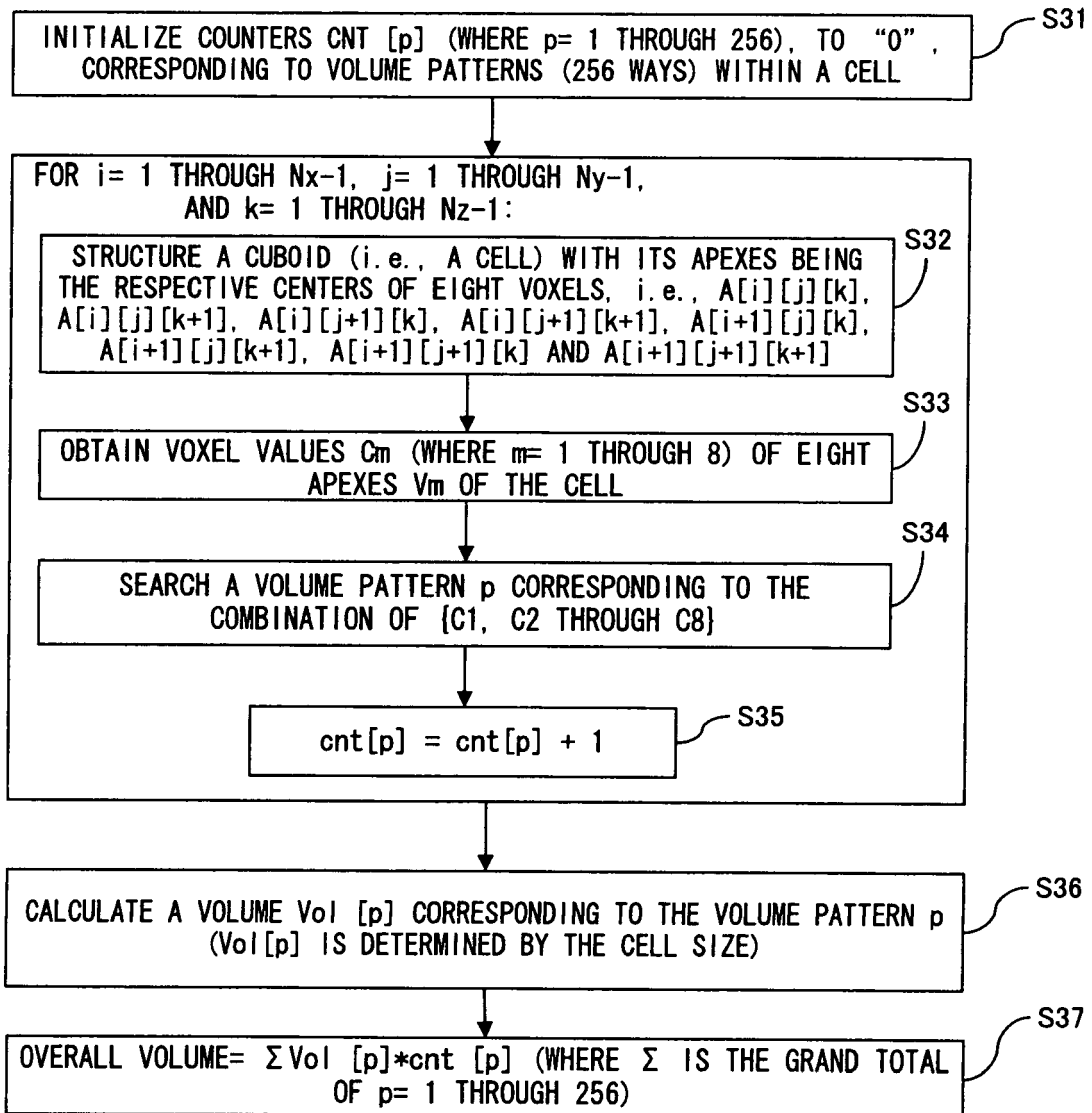 S31
INITIALIZE COUNTERS CNT [p] (WHERE p= 1 THROUGH 256), TO “0” ,
CORRESPONDING TO VOLUME PATTERNS (256 WAYS) WITHIN A CELL
FOR i= 1 THROUGH Nx-1, j= 1 THROUGH Ny-1,
AND k= 1 THROUGH Nz-1:
S32
STRUCTURE A CUBOID (i.e., A CELL) WITH ITS APEXES BEING
THE RESPECTIVE CENTERS OF EIGHT VOXELS, i.e., A[i][j][k],
A[i][j][k+1], A[i][j+1][k], A[i][j+1][k+1], A[i+1][j][k],
A[i+1][j][k+1], A[i+1][j+1][k] AND A[i+1][j+1][k+1]
S33
OBTAIN VOXEL VALUES Cm (WHERE m= 1 THROUGH 8) OF EIGHT
APEXES Vm OF THE CELL
S34
SEARCH A VOLUME PATTERN p CORRESPONDING TO THE
COMBINATION OF {C1, C2 THROUGH C8}
S35
cnt[p] = cnt[p] + 1
S36
CALCULATE A VOLUME Vol [p] CORRESPONDING TO THE VOLUME PATTERN p
(Vol[p] IS DETERMINED BY THE CELL SIZE)
S37
OVERALL VOLUME= ΣVol [p]*cnt [p] (WHERE Σ IS THE GRAND TOTAL
OF p= 1 THROUGH 256)